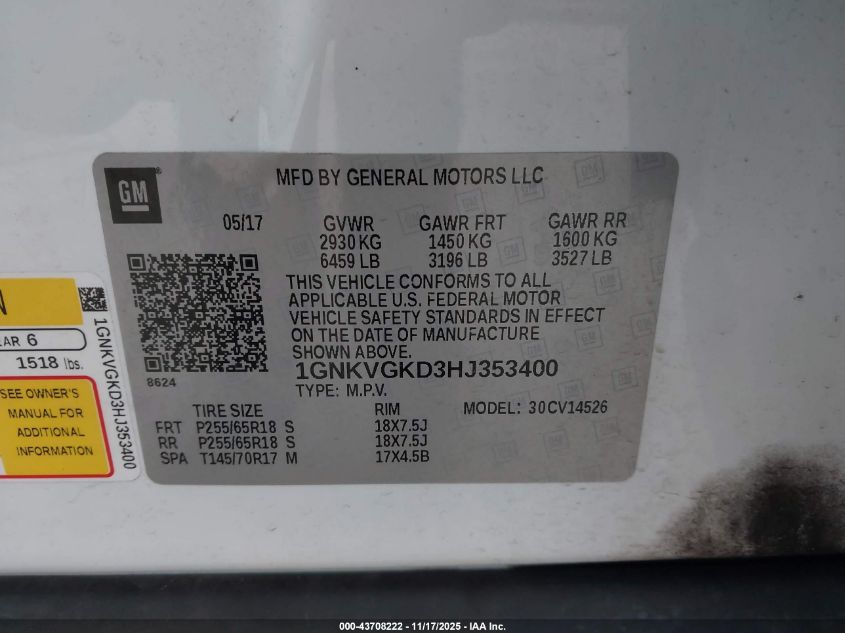 GM
MFD BY GENERAL MOTORS LLC
05/17
GVWR GAWR FRT GAWR RR
2930 KG 1450 KG 1600 KG
6459 LB 3196 LB 3527 LB
THIS VEHICLE CONFORMS TO ALL
APPLICABLE U.S. FEDERAL MOTOR
VEHICLE SAFETY STANDARDS IN EFFECT
ON THE DATE OF MANUFACTURE
SHOWN ABOVE.
8624
1GNKVGKD3HJ353400
TYPE: M.P.V.
TIRE SIZE RIM MODEL: 30CV14526
FRT P255/65R18 S 18X7.5J
RR P255/65R18 S 18X7.5J
SPA T145/70R17 M 17X4.5B
N
AR 6
1518 lbs.
SEE OWNER'S
MANUAL FOR
ADDITIONAL
INFORMATION
1GNKVGKD3HJ353400
000-43708222 - 11/17/2025 - IAA Inc.